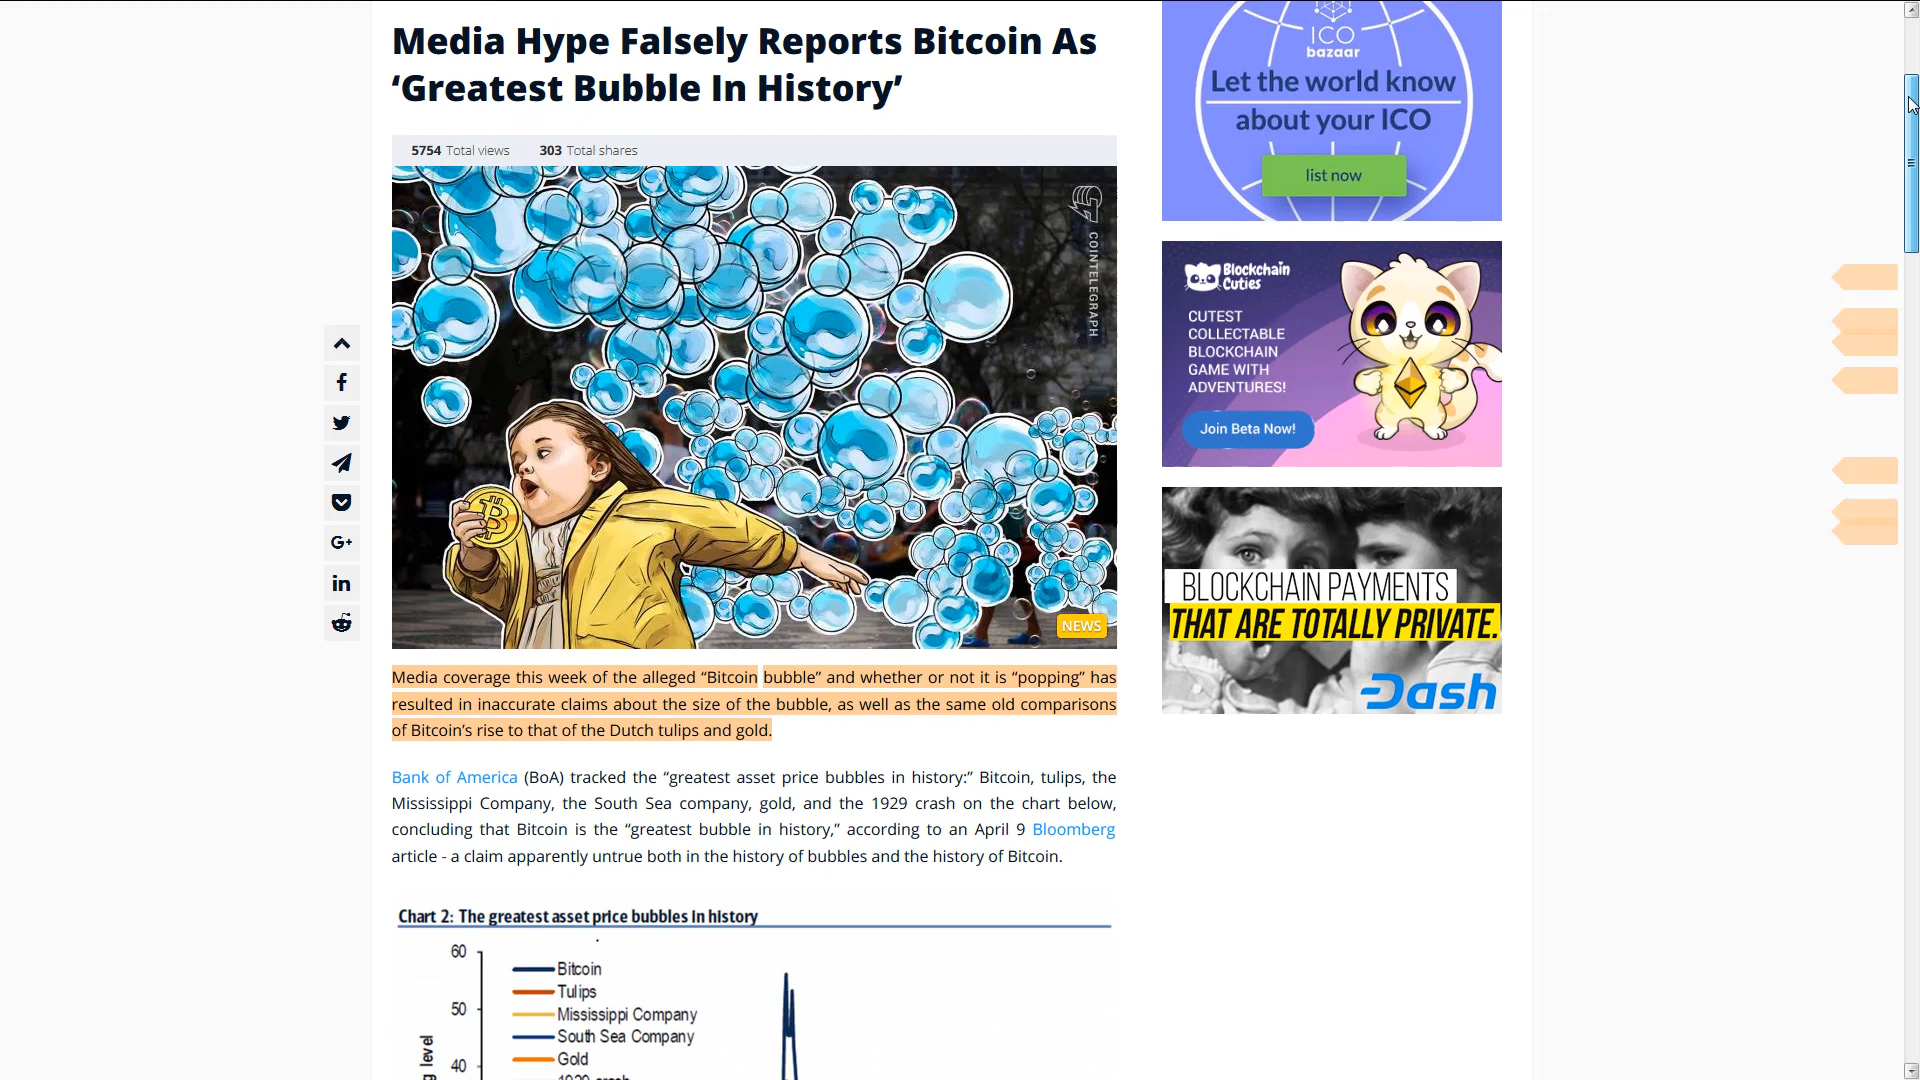 Media Hype Falsely Reports Bitcoin As
‘Greatest Bubble In History’
5754 Total views 303 Total shares
COINTELEGRAPH
NEWS
Media coverage this week of the alleged “Bitcoin bubble” and whether or not it is “popping” has
resulted in inaccurate claims about the size of the bubble, as well as the same old comparisons
of Bitcoin’s rise to that of the Dutch tulips and gold.
Bank of America (BoA) tracked the “greatest asset price bubbles in history:” Bitcoin, tulips, the
Mississippi Company, the South Sea company, gold, and the 1929 crash on the chart below,
concluding that Bitcoin is the “greatest bubble in history,” according to an April 9 Bloomberg
article - a claim apparently untrue both in the history of bubbles and the history of Bitcoin.
Chart 2: The greatest asset price bubbles in history
60
50
40
level
Bitcoin
Tulips
Mississippi Company
South Sea Company
Gold
1929 crash
ICO
bazaar
Let the world know
about your ICO
list now
Blockchain
Cuties
CUTEST
COLLECTABLE
BLOCKCHAIN
GAME WITH
ADVENTURES!
Join Beta Now!
BLOCKCHAIN PAYMENTS
THAT ARE TOTALLY PRIVATE.
Dash
G+
in